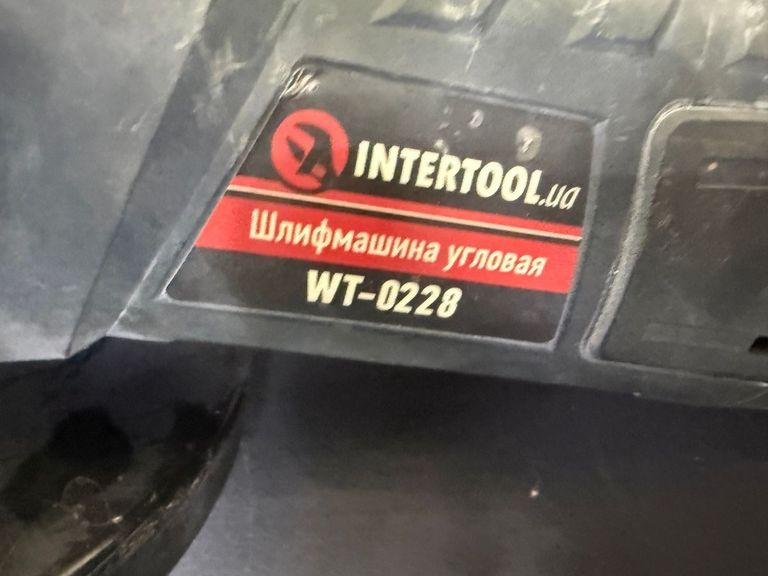 INTERTOOL.ua
Шлифмашина угловая
WT-0228